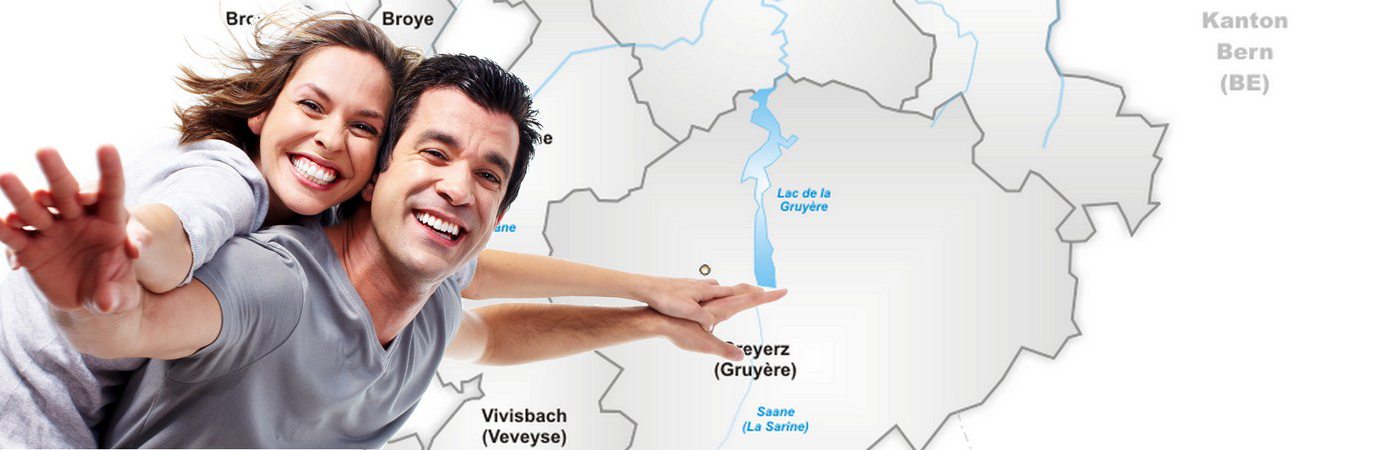 Broye
Kanton
Bern
(BE)
Lac de la
Gruyère
(Gruyère)
Vivisbach
(Veveyse)
Saane
(La Sarine)